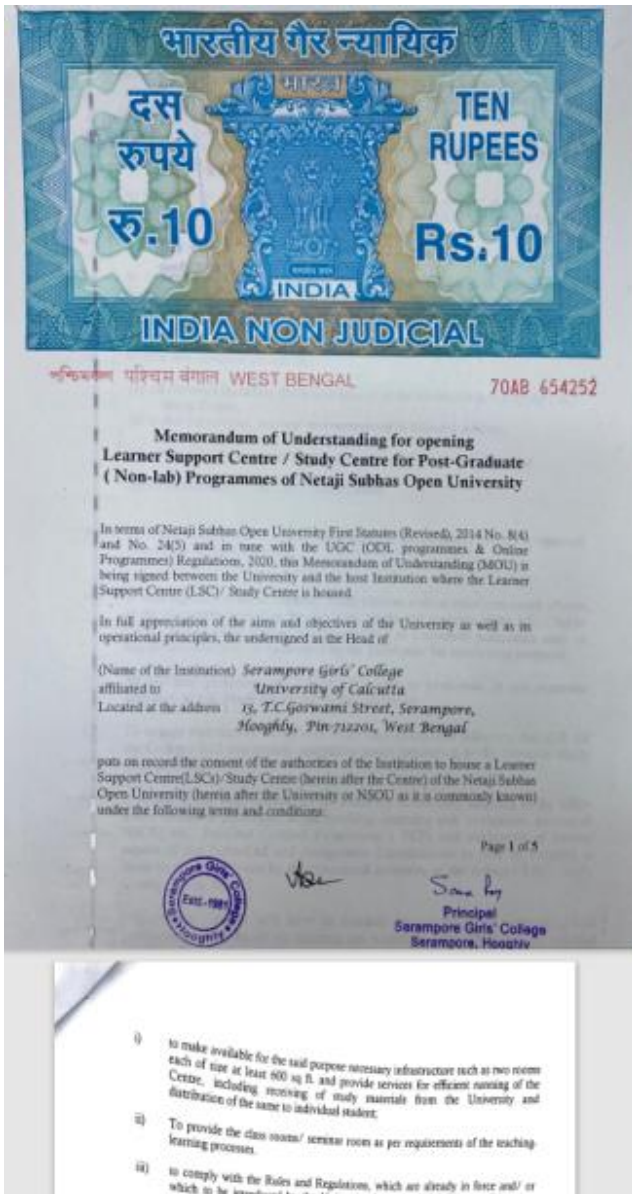 भारतीय गैर न्यायिक
भारत
दस
रुपये
रु.10
TEN
RUPEES
Rs.10
INDIA
INDIA NON JUDICIAL
पश्चिम बंगाल WEST BENGAL
70AB 654252
Memorandum of Understanding for opening
Learner Support Centre / Study Centre for Post-Graduate
( Non-lab) Programmes of Netaji Subhas Open University
In terms of Netaji Subhas Open University First Statutes (Revised), 2014 No. 8(4)
and No. 24(5) and in tune with the UGC (ODL programmes & Online
Programmes) Regulations, 2020, this Memorandum of Understanding (MOU) is
being signed between the University and the host Institution where the Learner
Support Centre (LSC)/ Study Centre is housed.
In full appreciation of the aims and objectives of the University as well as its
operational principles, the undersigned as the Head of
(Name of the Institution) Serampore Girls' College
affiliated to University of Calcutta
Located at the address 13, T.C.Goswami Street, Serampore,
Hooghly, Pin-712201, West Bengal
puts on record the consent of the authorities of the Institution to house a Learner
Support Centre(LSCs)/Study Centre (herein after the Centre) of the Netaji Subhas
Open University (herein after the University or NSOU as it is commonly known)
under the following terms and conditions:
Page 1 of 5
Serampore Girls' College
Estd.-1981
Hooghly
Principal
Serampore Girls' College
Serampore, Hooghly
i) to make available for the said purpose necessary infrastructure such as two rooms
each of size at least 600 sq ft. and provide services for efficient running of the
Centre, including receiving of study materials from the University and
distribution of the same to individual student;
ii) To provide the class rooms/ seminar room as per requirements of the teaching-
learning processes.
iii) to comply with the Rules and Regulations, which are already in force and/ or
which to be